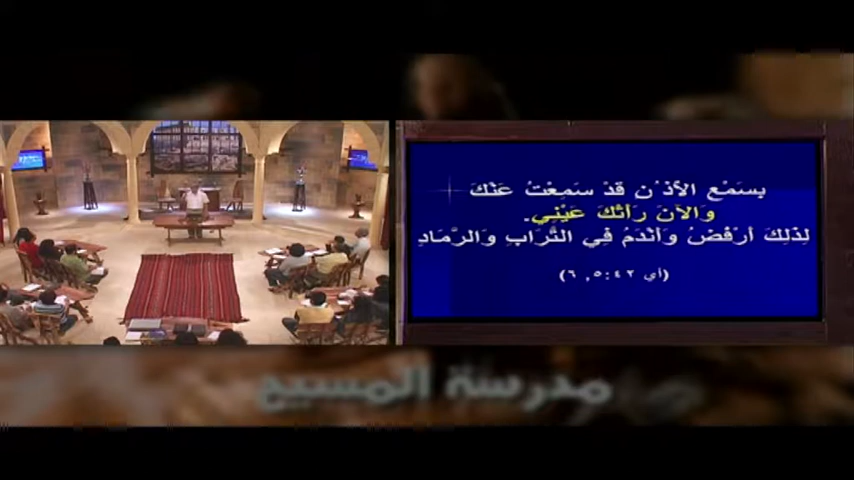 بِسَمْعِ الأُذُنِ قَدْ سَمِعْتُ عَنْكَ
وَالآنَ رَأَتْكَ عَيْنِي.
لِذلِكَ أَرْفُضُ وَأَنْدَمُ فِي التُّرَابِ وَالرَّمَادِ
(أي ٤٢:٥, ٦)
مدرسة المسيح